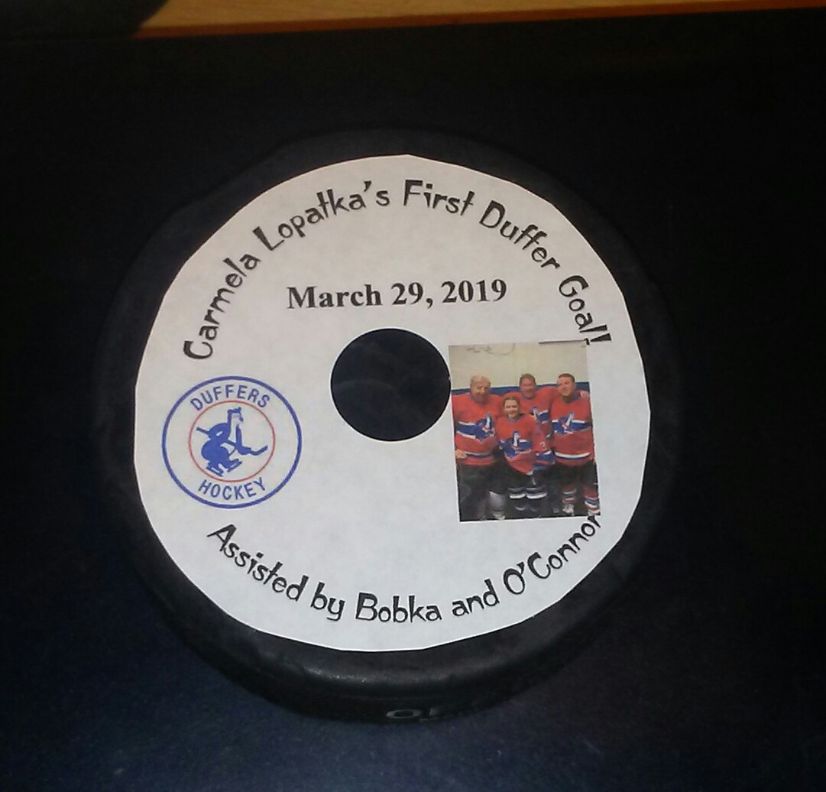 Carmela Lopatka's First Duffer Goal!
March 29, 2019
DUFFERS
HOCKEY
Assisted by Bobka and O'Connor